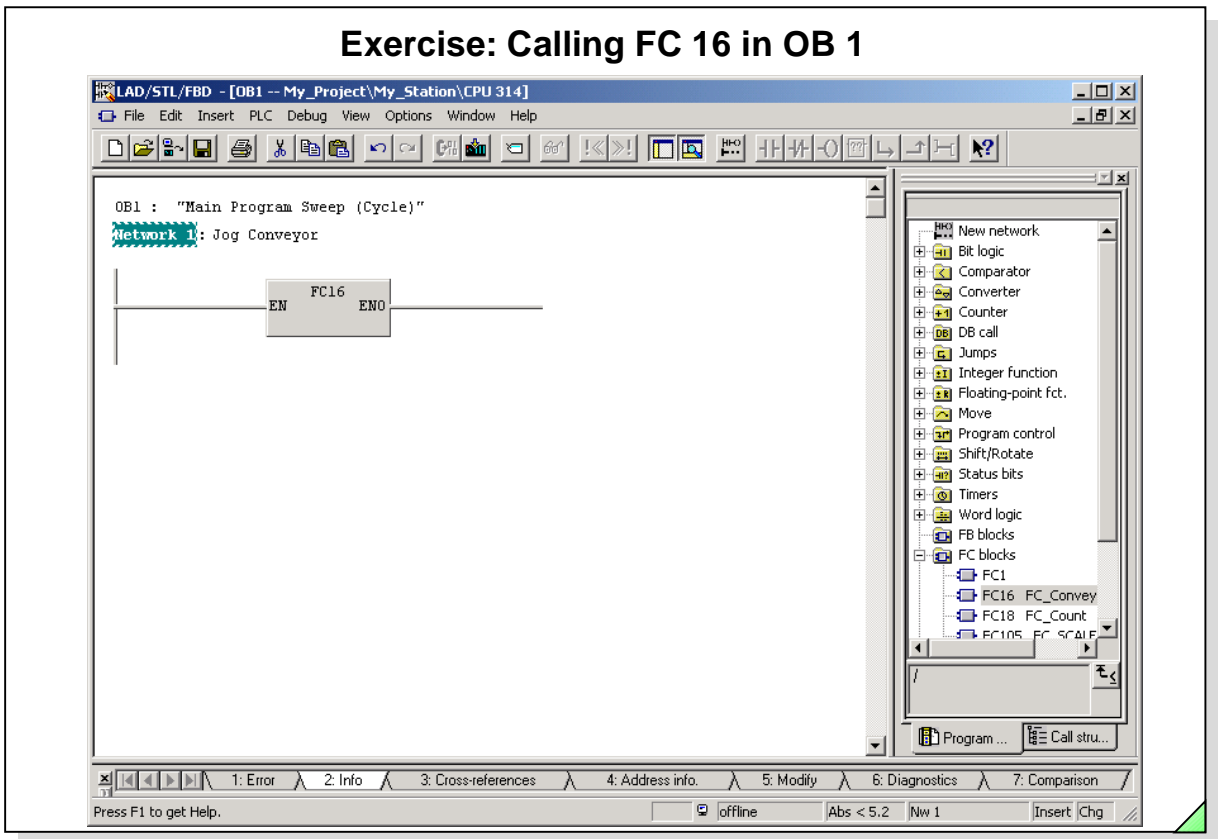 Exercise: Calling FC 16 in OB 1
LAD/STL/FBD - [OB1 -- My_Project\My_Station\CPU 314]
File Edit Insert PLC Debug View Options Window Help
OB1 : "Main Program Sweep (Cycle)"
Network 1: Jog Conveyor
FC16
EN ENO
New network
Bit logic
Comparator
Converter
Counter
DB call
Jumps
Integer function
Floating-point fct.
Move
Program control
Shift/Rotate
Status bits
Timers
Word logic
FB blocks
FC blocks
FC1
FC16 FC_Convey
FC18 FC_Count
FC105 FC_SCALE
/
Program ... Call stru...
1: Error 2: Info 3: Cross-references 4: Address info. 5: Modify 6: Diagnostics 7: Comparison
Press F1 to get Help. offline Abs < 5.2 Nw 1 Insert Chg